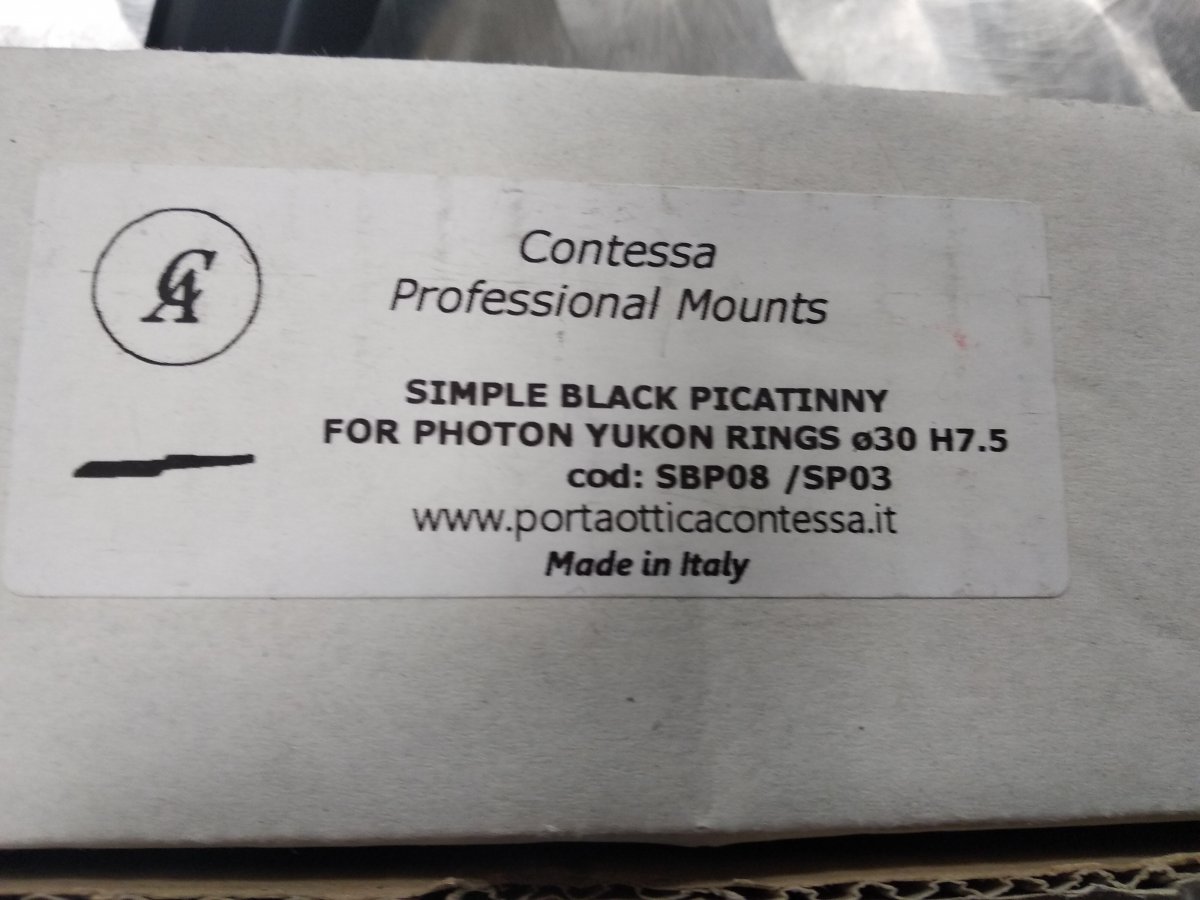 CA
Contessa
Professional Mounts
SIMPLE BLACK PICATINNY
FOR PHOTON YUKON RINGS ø30 H7.5
cod: SBP08 /SP03
www.portaotticacontessa.it
Made in Italy